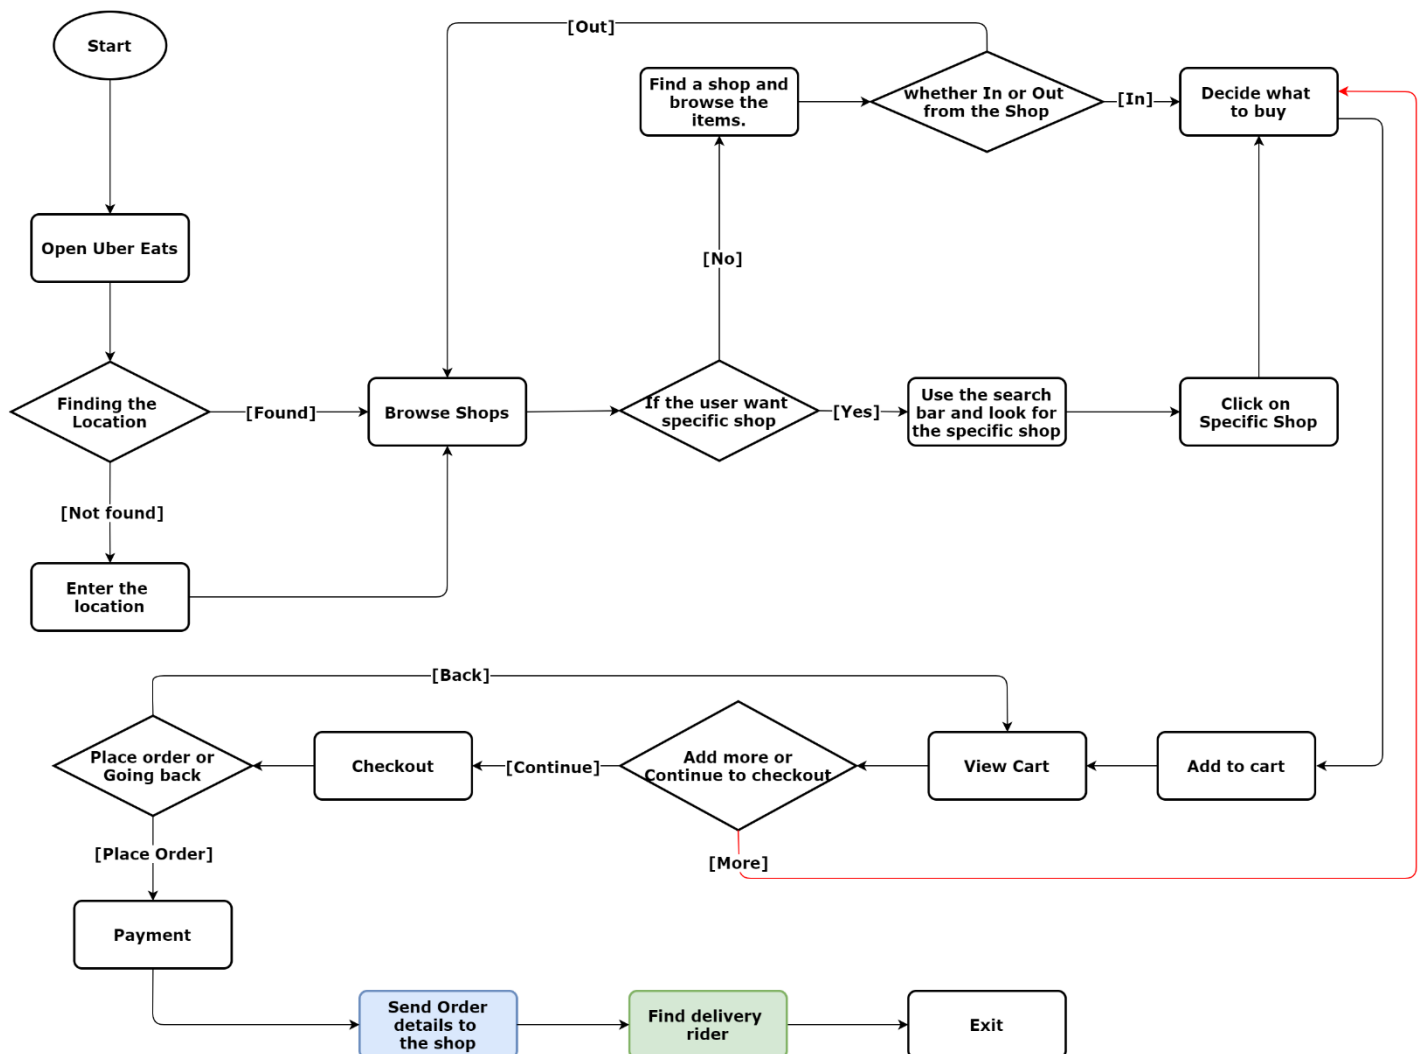 Start
[Out]
Find a shop and
browse the
items.
whether In or Out
from the Shop
[In]
Decide what
to buy
Open Uber Eats
[No]
Finding the
Location
[Found]
Browse Shops
If the user want
specific shop
[Yes]
Use the search
bar and look for
the specific shop
Click on
Specific Shop
[Not found]
Enter the
location
[Back]
Place order or
Going back
Checkout
[Continue]
Add more or
Continue to checkout
View Cart
Add to cart
[Place Order]
[More]
Payment
Send Order
details to
the shop
Find delivery
rider
Exit